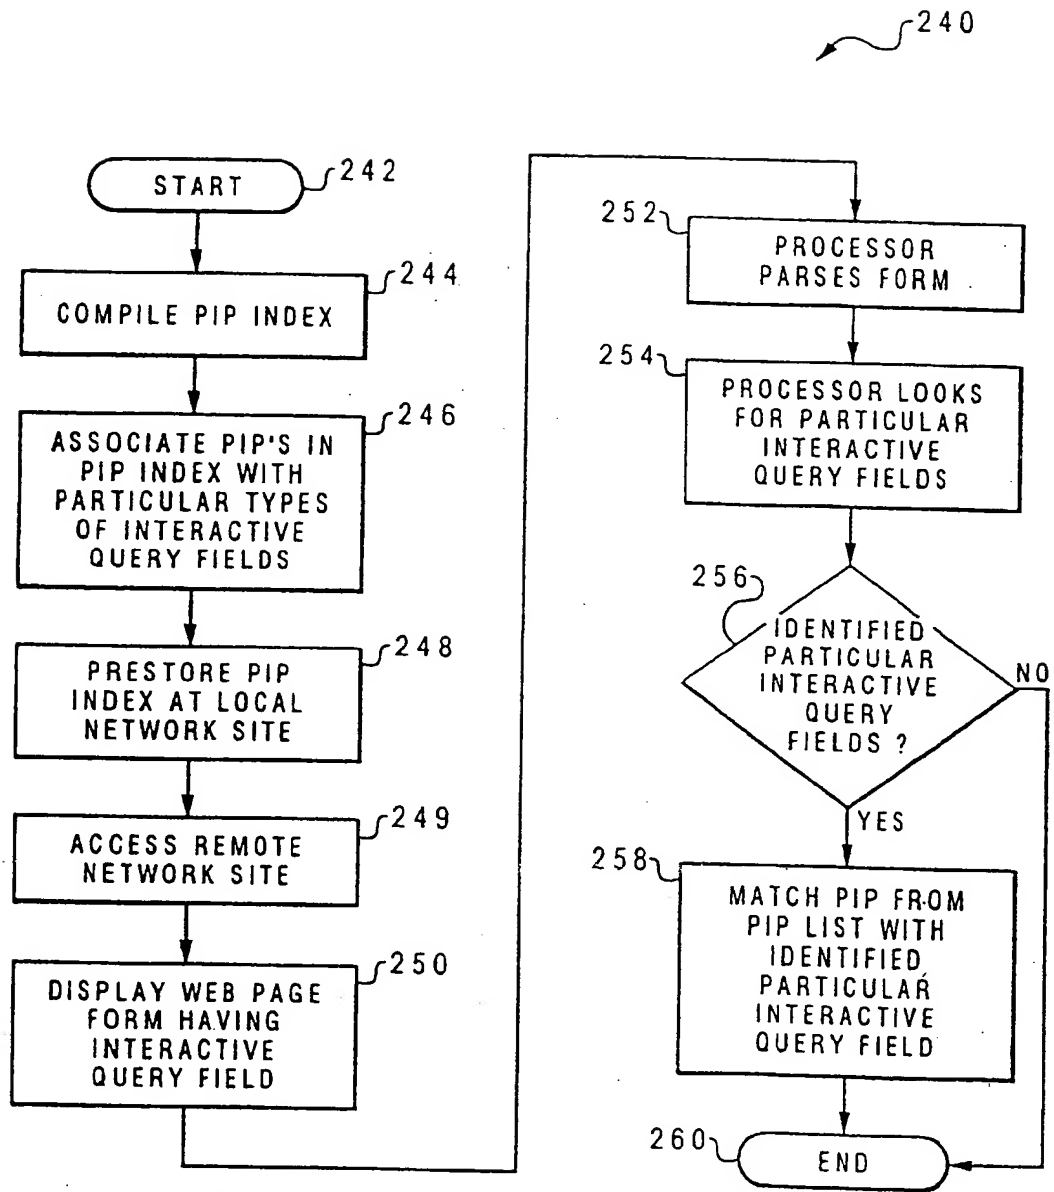 240
START
242
COMPILE PIP INDEX
244
ASSOCIATE PIP'S IN
PIP INDEX WITH
PARTICULAR TYPES
OF INTERACTIVE
QUERY FIELDS
246
PRESTORE PIP
INDEX AT LOCAL
NETWORK SITE
248
ACCESS REMOTE
NETWORK SITE
249
DISPLAY WEB PAGE
FORM HAVING
INTERACTIVE
QUERY FIELD
250
252
PROCESSOR
PARSES FORM
254
PROCESSOR LOOKS
FOR PARTICULAR
INTERACTIVE
QUERY FIELDS
256
IDENTIFIED
PARTICULAR
INTERACTIVE
QUERY
FIELDS ?
NO
YES
258
MATCH PIP FROM
PIP LIST WITH
IDENTIFIED
PARTICULAR
INTERACTIVE
QUERY FIELD
260
END